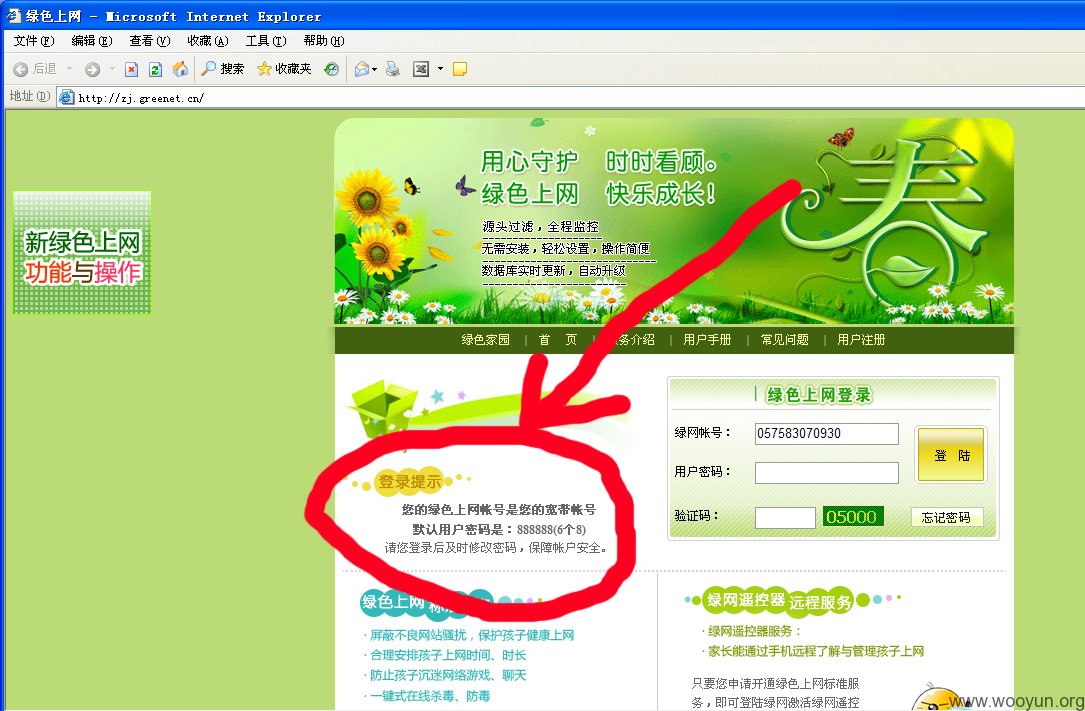 绿色上网 - Microsoft Internet Explorer
文件(F) 编辑(E) 查看(V) 收藏(A) 工具(T) 帮助(H)
后退 搜索 收藏夹
地址(D) http://zj.greenet.cn/
用心守护 时时看顾。
绿色上网 快乐成长!
春
源头过滤，全程监控
无需安装，轻松设置，操作简便
数据库实时更新，自动升级
新绿色上网
功能与操作
绿色家园 | 首 页 | 务介绍 | 用户手册 | 常见问题 | 用户注册
绿色上网登录
绿网帐号： 057583070930
用户密码：
登 陆
验证码： 05000 忘记密码
登录提示
您的绿色上网帐号是您的宽带帐号
默认用户密码是：888888(6个8)
请您登录后及时修改密码，保障帐户安全。
绿色上网
·屏蔽不良网站骚扰，保护孩子健康上网
·合理安排孩子上网时间、时长
·防止孩子沉迷网络游戏、聊天
·一键式在线杀毒、防毒
绿网遥控器 远程服务
·绿网遥控器服务：
·家长能通过手机远程了解与管理孩子上网
只要您申请开通绿色上网标准服
务，即可登陆绿网激活绿网遥控
www.wooyun.org